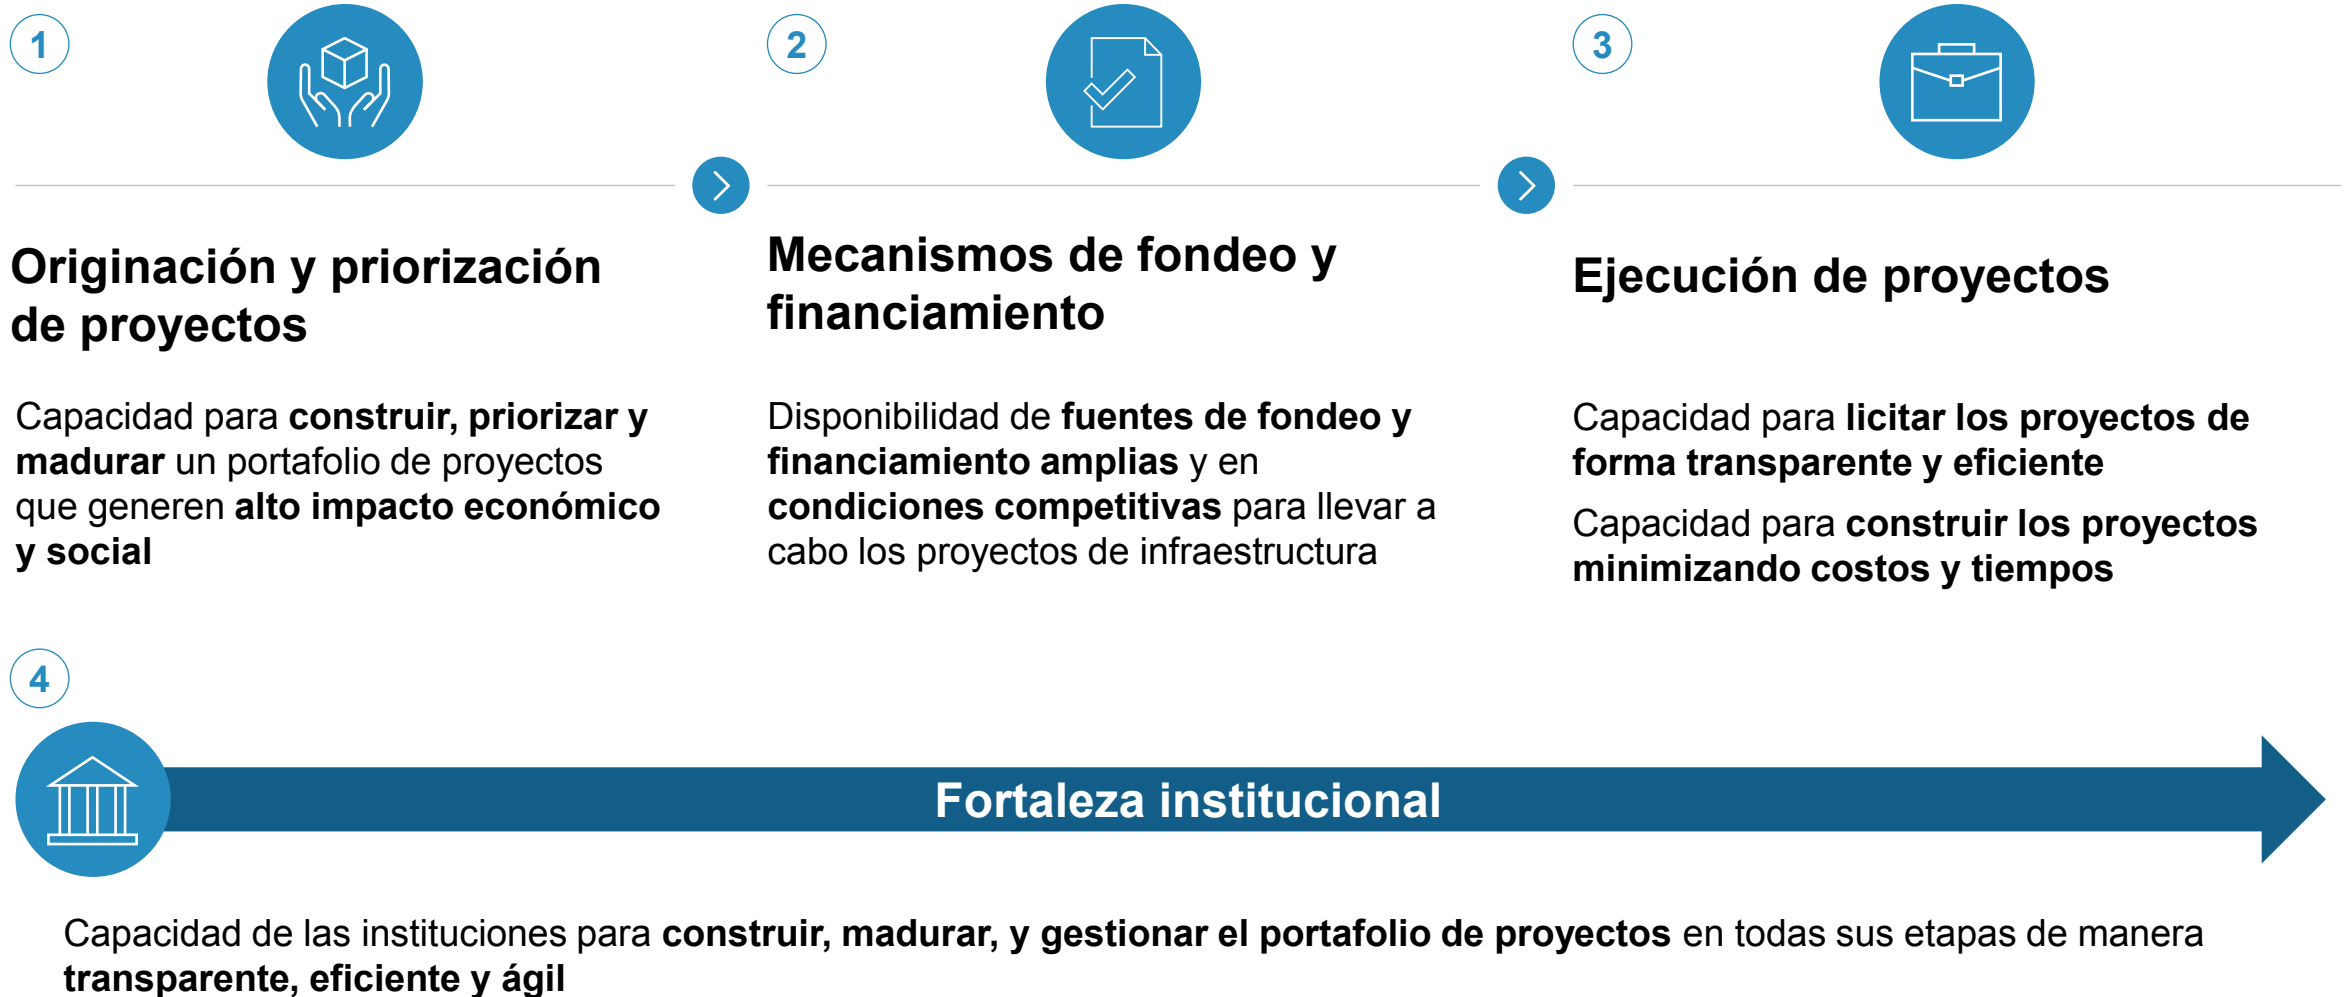 1
Originación y priorización
de proyectos
Capacidad para construir, priorizar y
madurar un portafolio de proyectos
que generen alto impacto económico
y social
2
Mecanismos de fondeo y
financiamiento
Disponibilidad de fuentes de fondeo y
financiamiento amplias y en
condiciones competitivas para llevar a
cabo los proyectos de infraestructura
3
Ejecución de proyectos
Capacidad para licitar los proyectos de
forma transparente y eficiente
Capacidad para construir los proyectos
minimizando costos y tiempos
4
Fortaleza institucional
Capacidad de las instituciones para construir, madurar, y gestionar el portafolio de proyectos en todas sus etapas de manera
transparente, eficiente y ágil